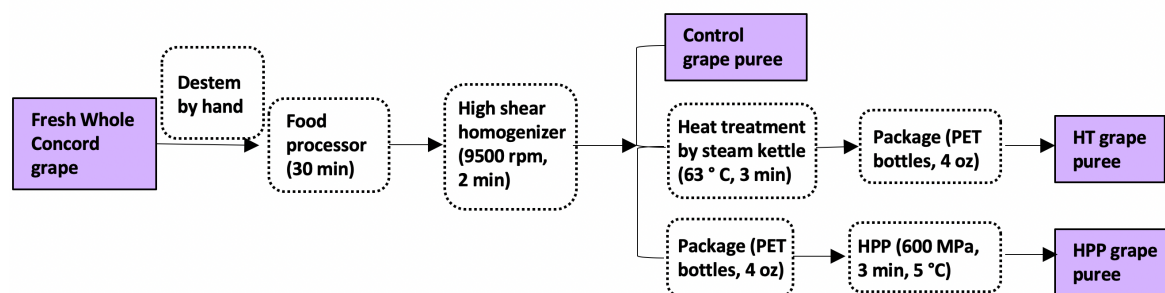 Control
grape puree
Destem
by hand
Fresh Whole
Concord
grape
Food
processor
(30 min)
High shear
homogenizer
(9500 rpm,
2 min)
Heat treatment
by steam kettle
(63 ° C, 3 min)
Package (PET
bottles, 4 oz)
HT grape
puree
Package (PET
bottles, 4 oz)
HPP (600 MPa,
3 min, 5 °C)
HPP grape
puree